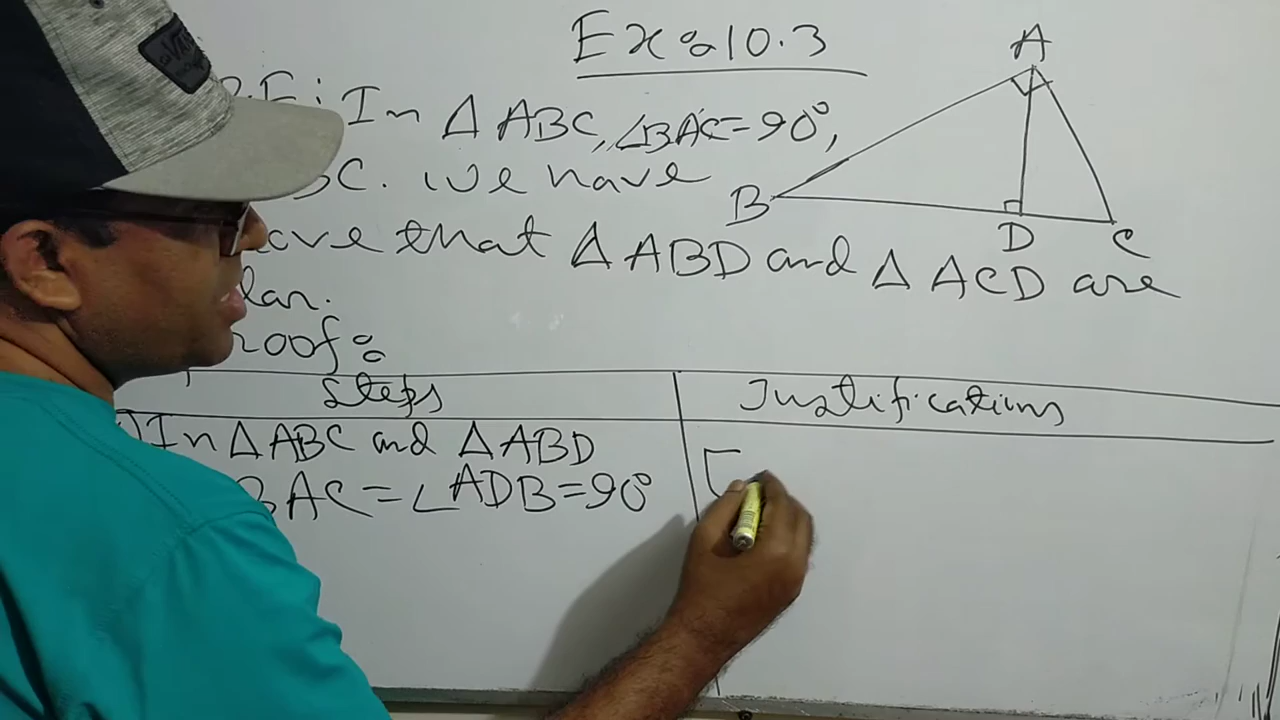 Ex% 10.3
In Δ ABC, ∠BAC=90°,
BC. We have
ove that Δ ABD and Δ ACD are
lar.
roof%
Steps
Justifications
In Δ ABC and Δ ABD
BAC = ∠ADB=90°
[
A
B
D
C